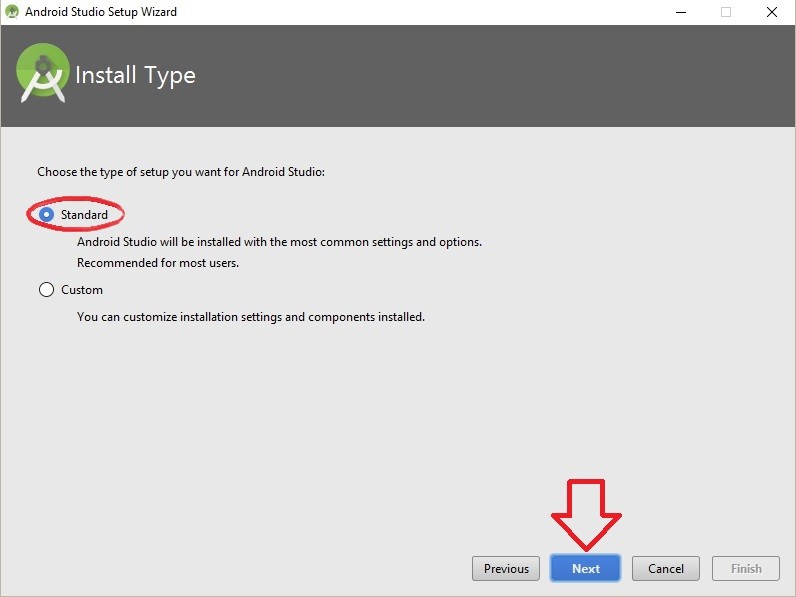 Android Studio Setup Wizard
Install Type
Choose the type of setup you want for Android Studio:
Standard
Android Studio will be installed with the most common settings and options.
Recommended for most users.
Custom
You can customize installation settings and components installed.
Previous Next Cancel Finish